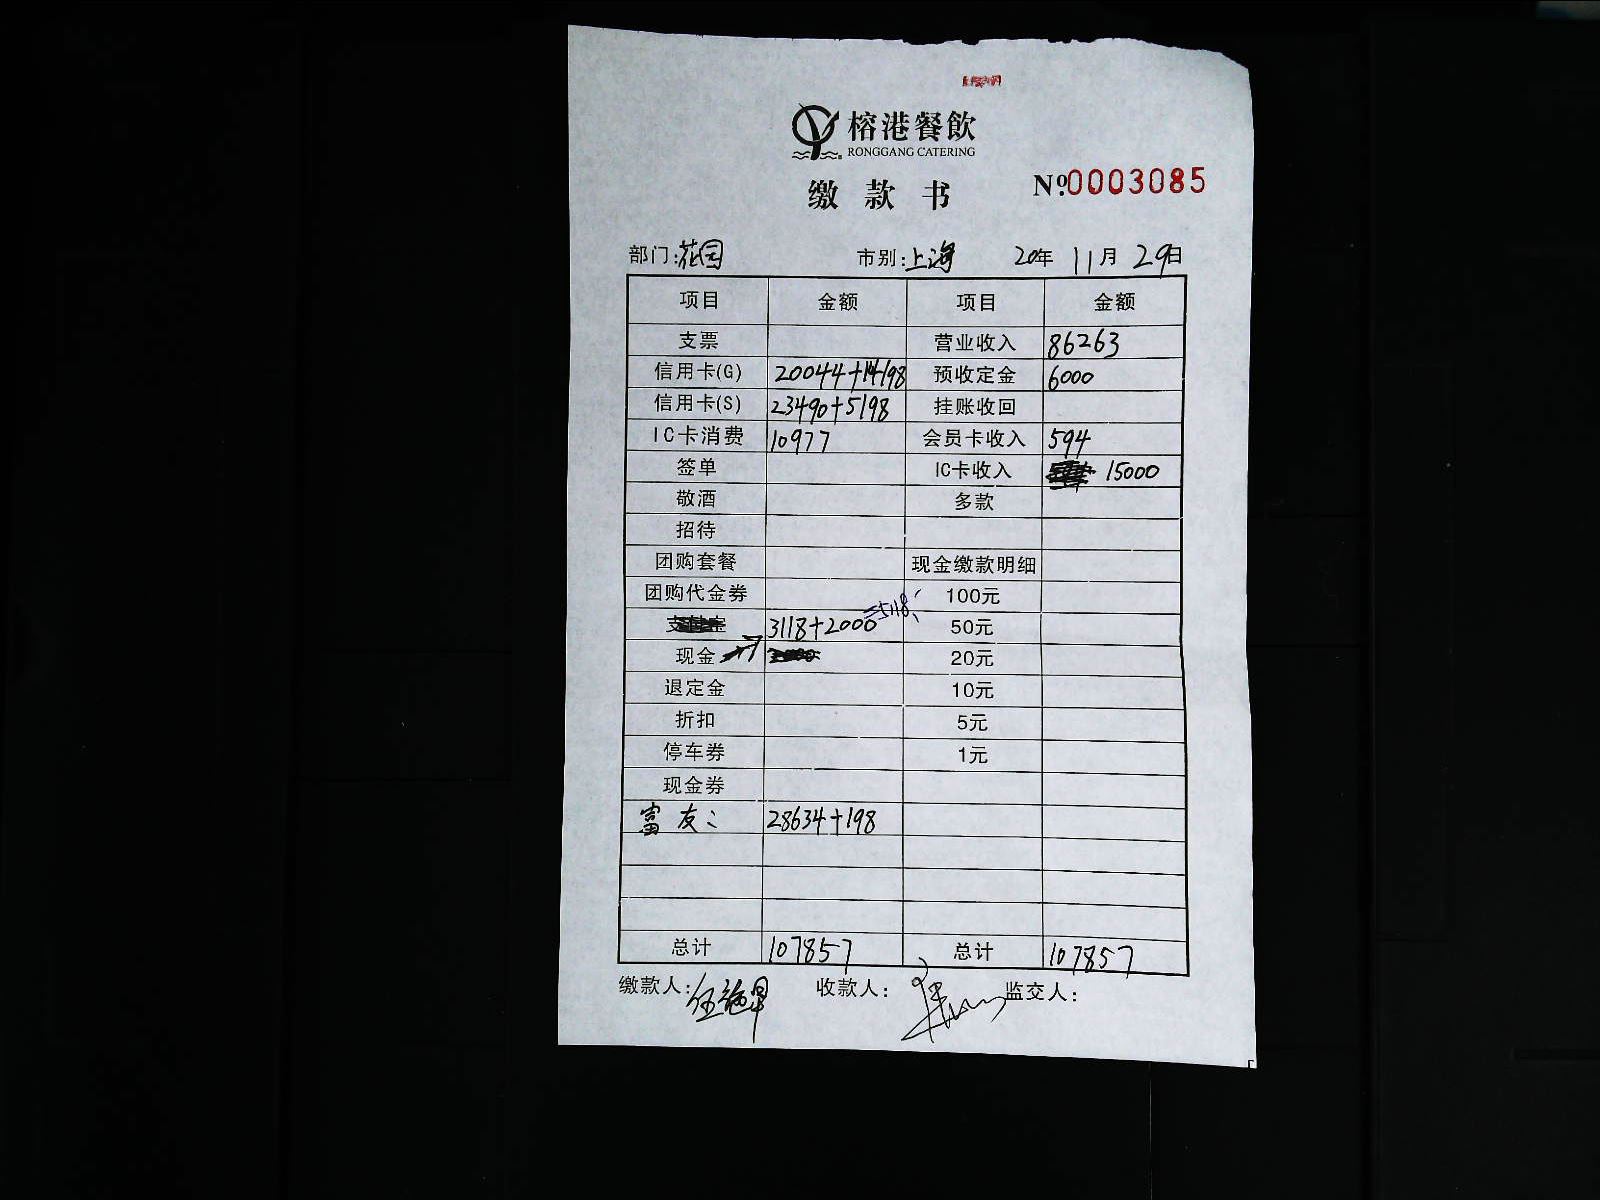 榕港餐飲
RONGGANG CATERING
缴款书 №0003085
部门:花园 市别:上海 20年 11月 29日
项目 金额 项目 金额
支票 营业收入 86263
信用卡(G) 20044+14198 预收定金 6000
信用卡(S) 23490+5198 挂账收回
IC卡消费 10977 会员卡收入 594
签单 IC卡收入 15000
敬酒 多款
招待
团购套餐 现金缴款明细
团购代金券 100元
3118+2000=5118 50元
现金 20元
退定金 10元
折扣 5元
停车券 1元
现金券
富友: 28634+198
总计 107857 总计 107857
缴款人: 收款人: 监交人: